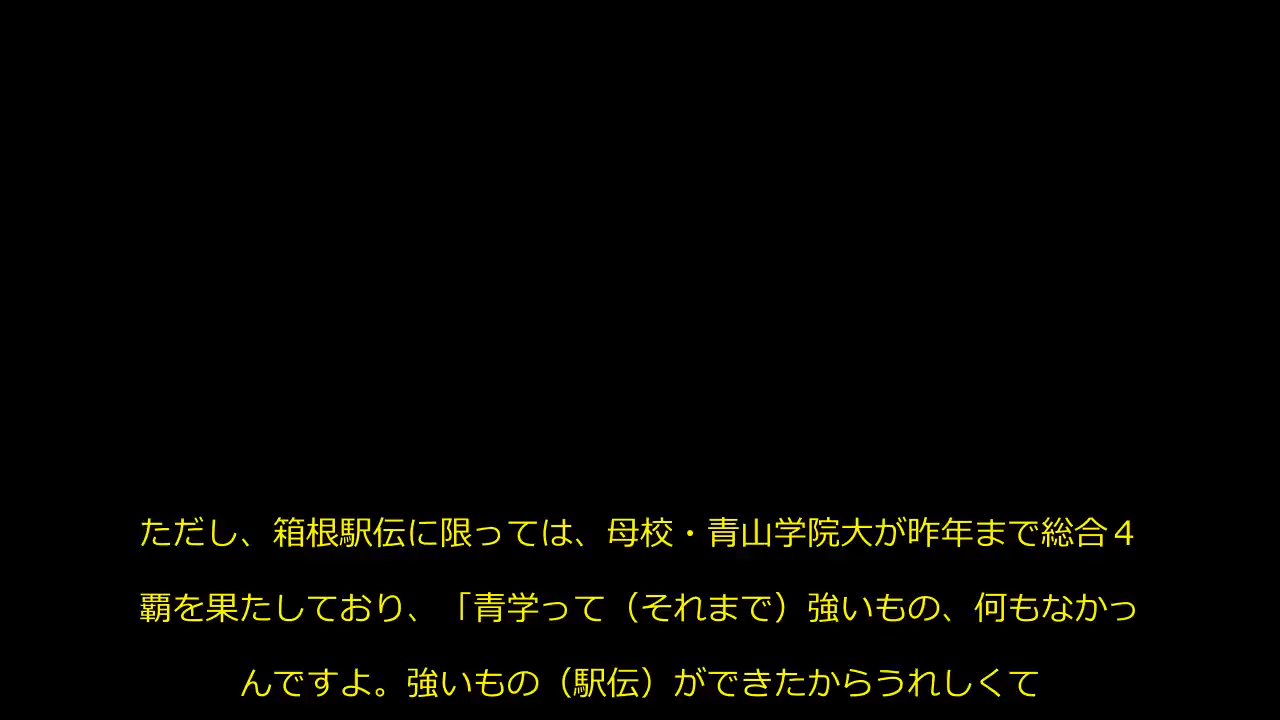 ただし、箱根駅伝に限っては、母校・青山学院大が昨年まで総合４
覇を果たしており、「青学って（それまで）強いもの、何もなかっ
んですよ。強いもの（駅伝）ができたからうれしくて